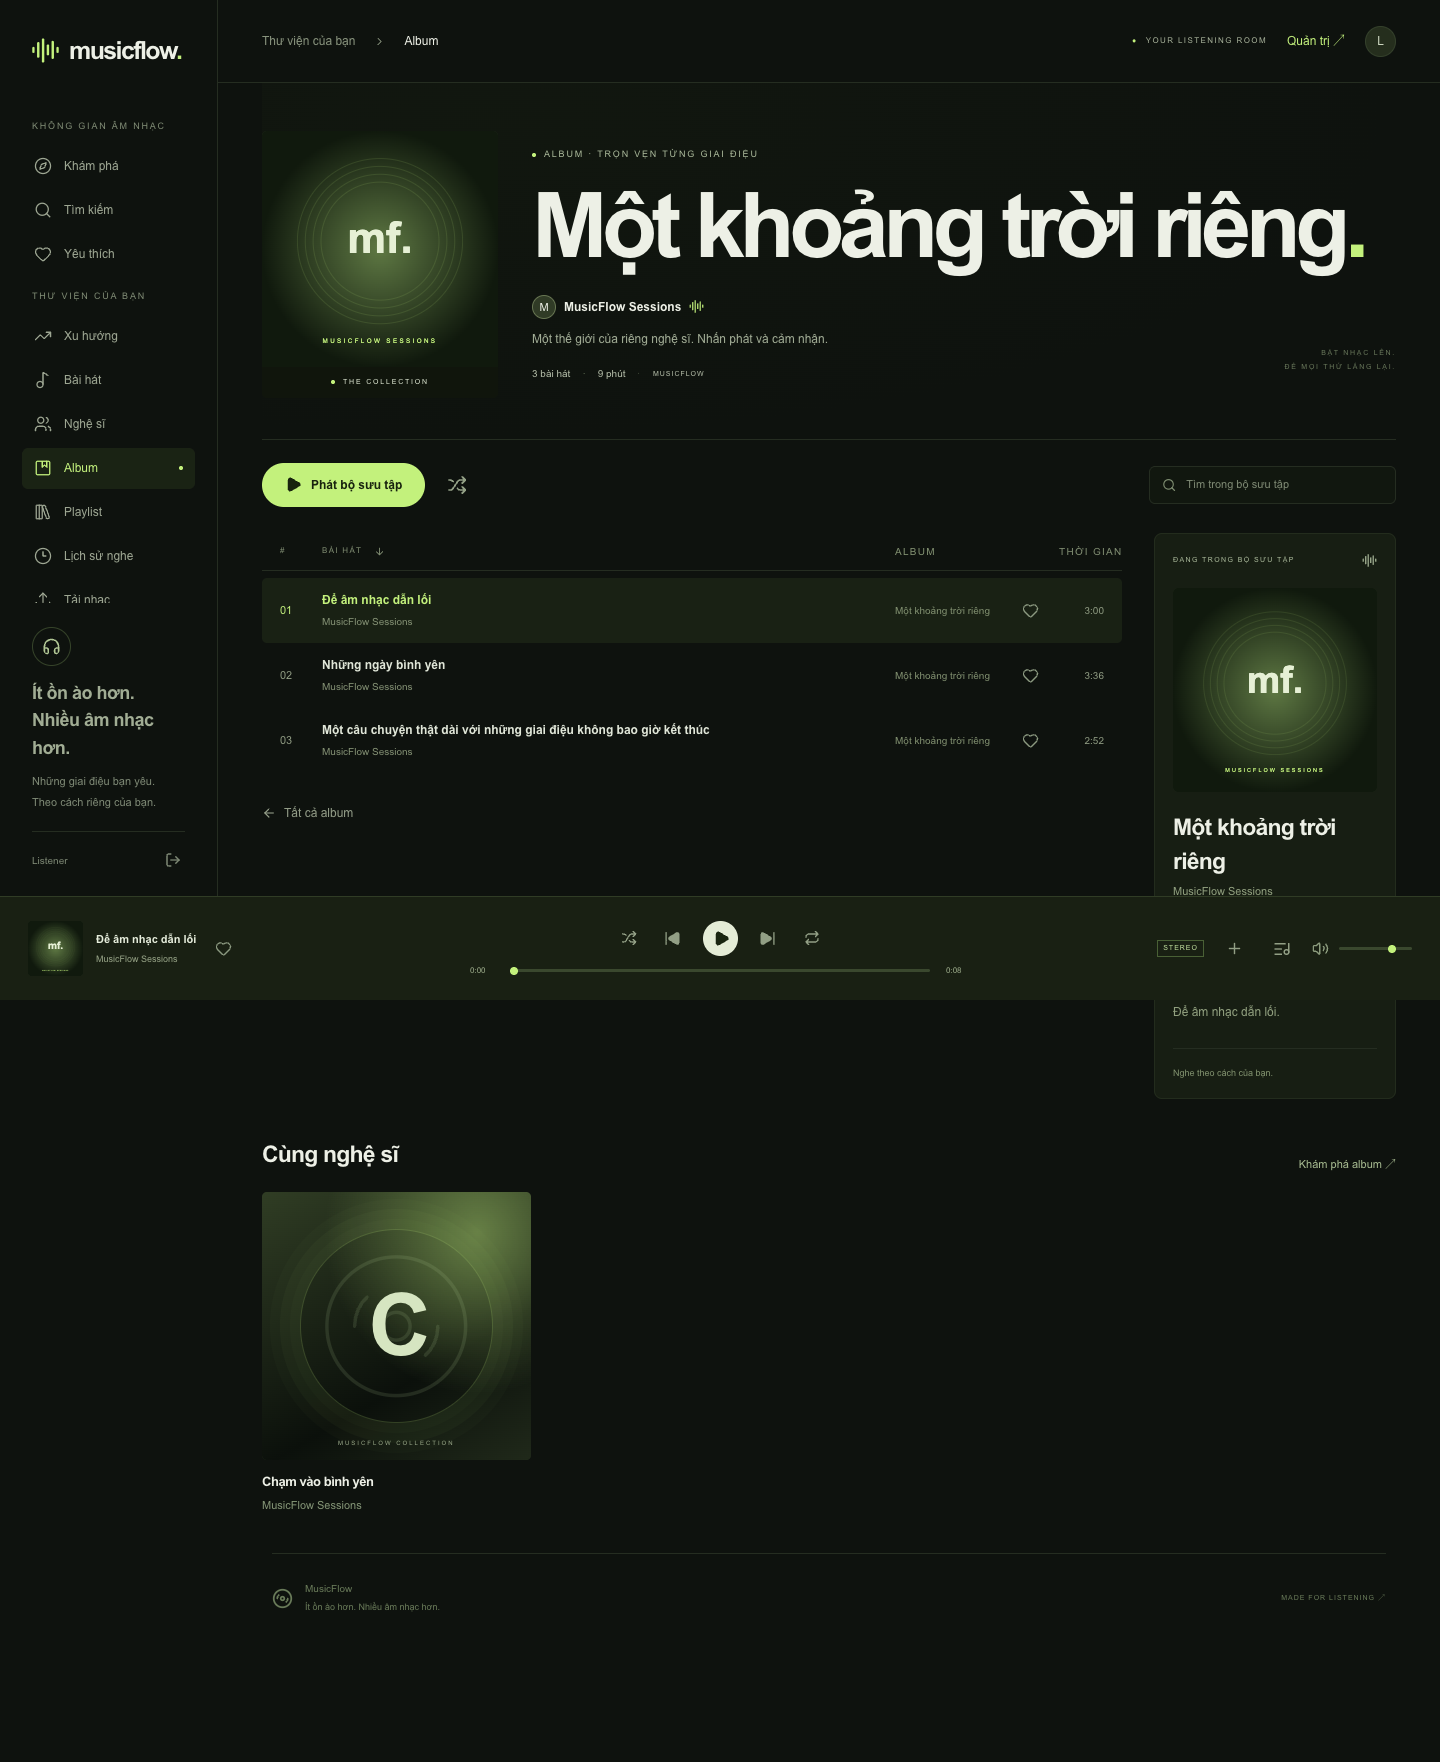 musicflow.
KHÔNG GIAN ÂM NHẠC
Khám phá
Tìm kiếm
Yêu thích
THƯ VIỆN CỦA BẠN
Xu hướng
Bài hát
Nghệ sĩ
Album
Playlist
Lịch sử nghe
Tải nhạc
Ít ồn ào hơn.
Nhiều âm nhạc
hơn.
Những giai điệu bạn yêu.
Theo cách riêng của bạn.
Listener
Thư viện của bạn › Album
YOUR LISTENING ROOM
Quản trị ↗
L
mf.
MUSICFLOW SESSIONS
THE COLLECTION
ALBUM · TRỌN VẸN TỪNG GIAI ĐIỆU
Một khoảng trời riêng.
M MusicFlow Sessions
Một thế giới của riêng nghệ sĩ. Nhấn phát và cảm nhận.
3 bài hát · 9 phút · MUSICFLOW
BẬT NHẠC LÊN.
ĐỂ MỌI THỨ LẮNG LẠI.
Phát bộ sưu tập
Tìm trong bộ sưu tập
# BÀI HÁT ↓ ALBUM THỜI GIAN
01 Để âm nhạc dẫn lối Một khoảng trời riêng 3:00
MusicFlow Sessions
02 Những ngày bình yên Một khoảng trời riêng 3:36
MusicFlow Sessions
03 Một câu chuyện thật dài với những giai điệu không bao giờ kết thúc Một khoảng trời riêng 2:52
MusicFlow Sessions
← Tất cả album
ĐANG TRONG BỘ SƯU TẬP
mf.
MUSICFLOW SESSIONS
Một khoảng trời
riêng
MusicFlow Sessions
mf.
Để âm nhạc dẫn lối
MusicFlow Sessions
0:00
0:08
STEREO
Để âm nhạc dẫn lối.
Nghe theo cách của bạn.
Cùng nghệ sĩ
Khám phá album ↗
C
MUSICFLOW COLLECTION
Chạm vào bình yên
MusicFlow Sessions
MusicFlow
Ít ồn ào hơn. Nhiều âm nhạc hơn.
MADE FOR LISTENING ↗